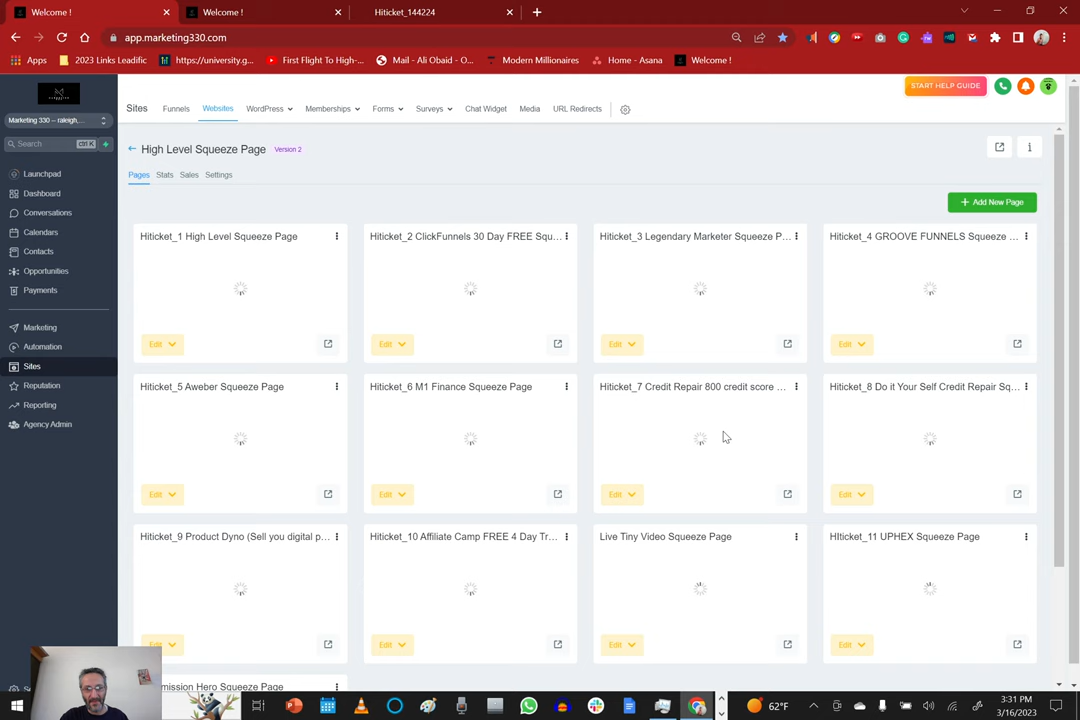 Welcome !
Welcome !
Hiticket_144224
app.marketing330.com
Apps
2023 Links Leadific
https://university.g...
First Flight To High-...
Mail - Ali Obaid - O...
Modern Millionaires
Home - Asana
Welcome !
Marketing 330 -- raleigh,...
Search
ctrl K
Launchpad
Dashboard
Conversations
Calendars
Contacts
Opportunities
Payments
Marketing
Automation
Sites
Reputation
Reporting
Agency Admin
Sites
Funnels
Websites
WordPress
Memberships
Forms
Surveys
Chat Widget
Media
URL Redirects
START HELP GUIDE
High Level Squeeze Page
Version 2
Pages
Stats
Sales
Settings
+ Add New Page
Hiticket_1 High Level Squeeze Page
Hiticket_2 ClickFunnels 30 Day FREE Squ...
Hiticket_3 Legendary Marketer Squeeze P...
Hiticket_4 GROOVE FUNNELS Squeeze ...
Edit
Edit
Edit
Edit
Hiticket_5 Aweber Squeeze Page
Hiticket_6 M1 Finance Squeeze Page
Hiticket_7 Credit Repair 800 credit score ...
Hiticket_8 Do it Your Self Credit Repair Sq...
Edit
Edit
Edit
Edit
Hiticket_9 Product Dyno (Sell you digital p...
Hiticket_10 Affiliate Camp FREE 4 Day Tr...
Live Tiny Video Squeeze Page
HIticket_11 UPHEX Squeeze Page
Edit
Edit
Edit
Squeeze Page
62°F
3:31 PM
3/16/2023